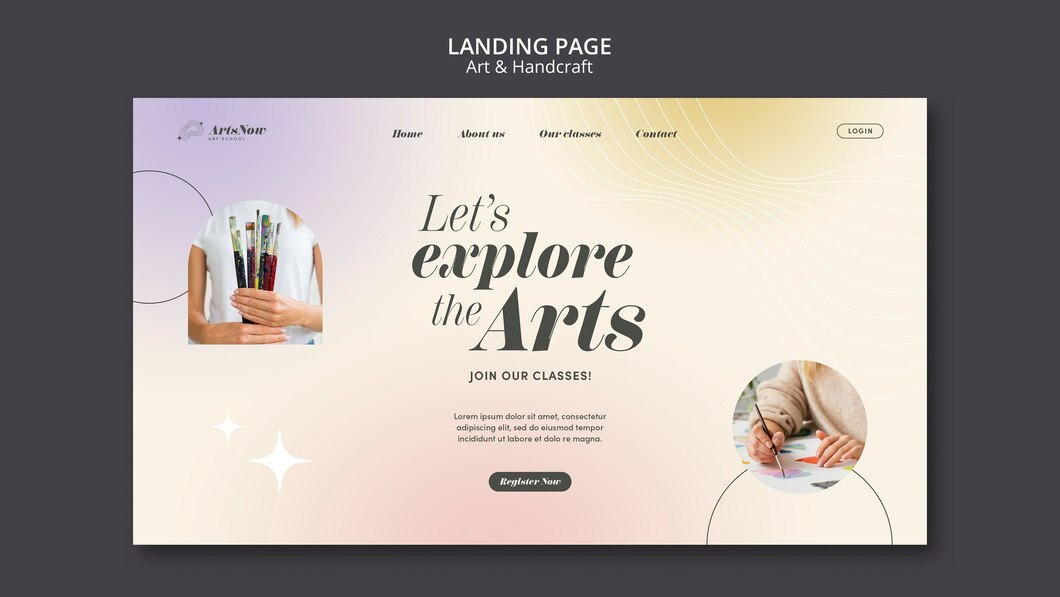 LANDING PAGE
Art & Handcraft
ArtsNow
ART SCHOOL
Home
About us
Our classes
Contact
LOGIN
Let's
explore
the Arts
JOIN OUR CLASSES!
Lorem ipsum dolor sit amet, consectetur
adipiscing elit, sed do eiusmod tempor
incididunt ut labore et dolo re magna.
Register Now